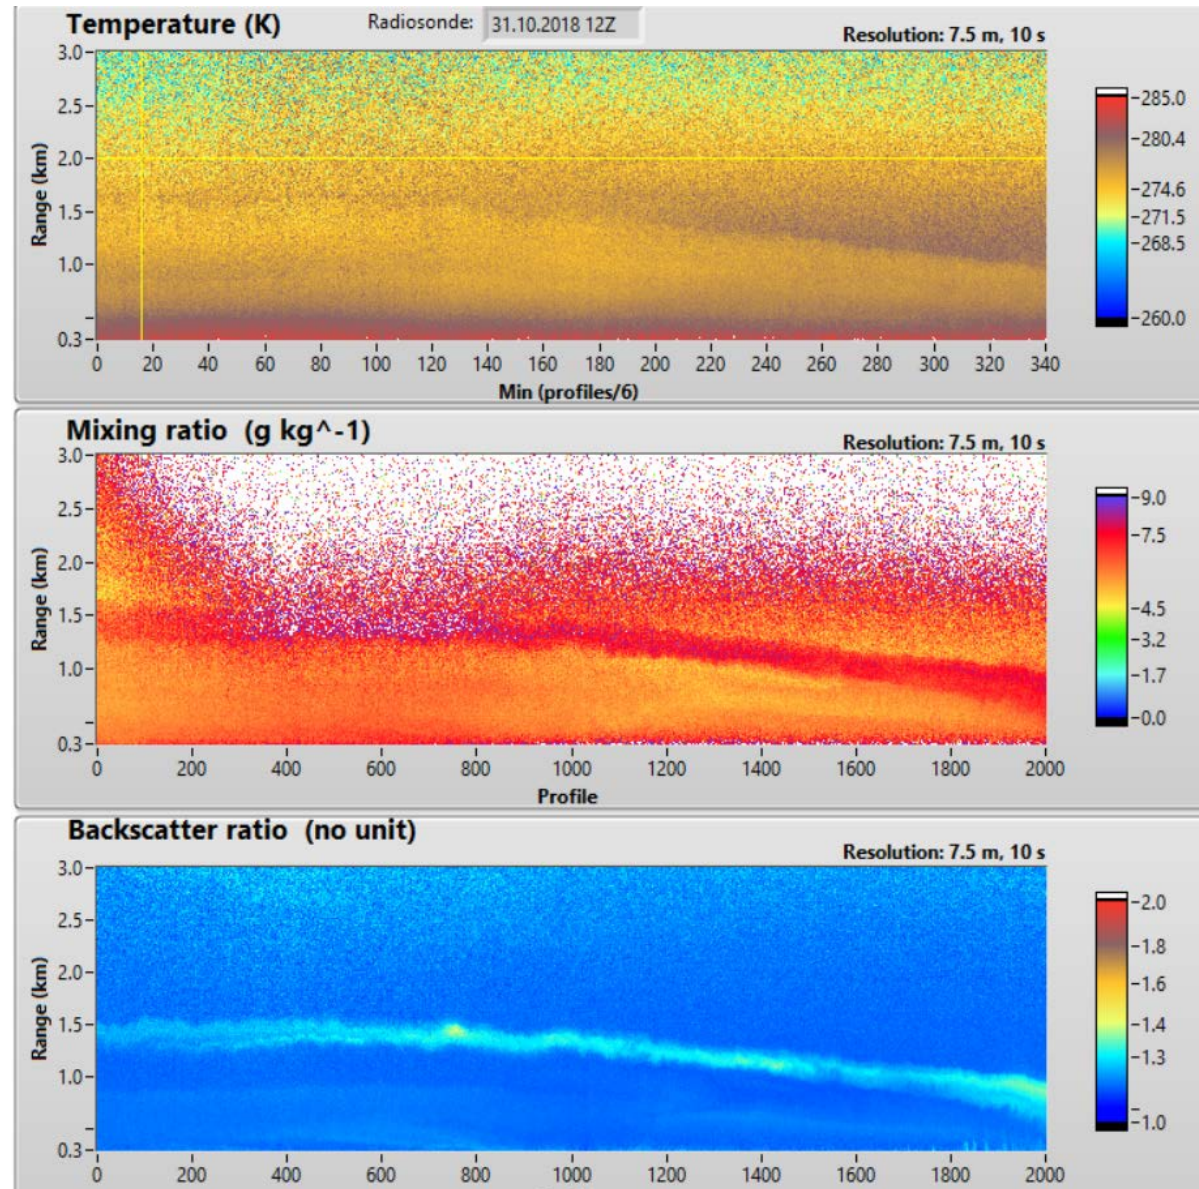 Temperature (K) Radiosonde: 31.10.2018 12Z
Resolution: 7.5 m, 10 s
3.0
2.5
2.0
1.5
1.0
0.3
Range (km)
285.0
280.4
274.6
271.5
268.5
260.0
0 20 40 60 80 100 120 140 160 180 200 220 240 260 280 300 320 340
Min (profiles/6)
Mixing ratio (g kg^-1)
Resolution: 7.5 m, 10 s
3.0
2.5
2.0
1.5
1.0
0.3
Range (km)
9.0
7.5
4.5
3.2
1.7
0.0
0 200 400 600 800 1000 1200 1400 1600 1800 2000
Profile
Backscatter ratio (no unit)
Resolution: 7.5 m, 10 s
3.0
2.5
2.0
1.5
1.0
0.3
Range (km)
2.0
1.8
1.6
1.4
1.3
1.0
0 200 400 600 800 1000 1200 1400 1600 1800 2000